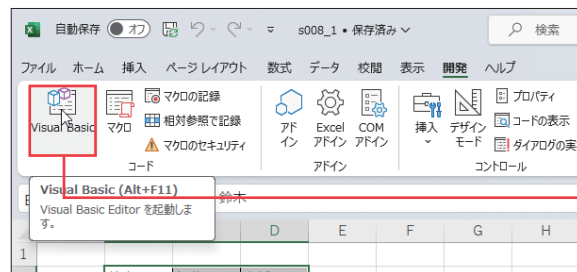 自動保存 オフ s008_1 • 保存済み 検索
ファイル ホーム 挿入 ページ レイアウト 数式 データ 校閲 表示 開発 ヘルプ
Visual Basic
マクロ
マクロの記録
相対参照で記録
マクロのセキュリティ
コード
アド
イン
Excel
アドイン
COM
アドイン
アドイン
挿入
デザイン
モード
プロパティ
コードの表示
ダイアログの実
コントロール
Visual Basic (Alt+F11)
Visual Basic Editor を起動しま
す。
鈴木
D E F G H
1